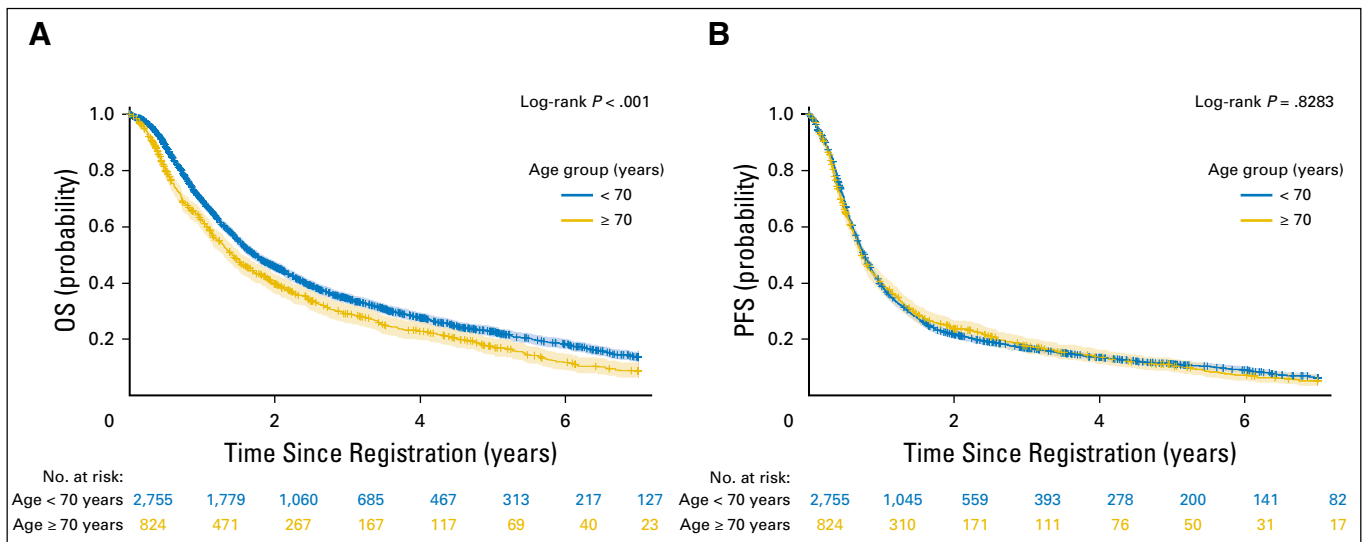 A
Log-rank P < .001
Age group (years)
< 70
≥ 70
OS (probability)
1.0
0.8
0.6
0.4
0.2
0 2 4 6
Time Since Registration (years)
No. at risk:
Age < 70 years 2,755 1,779 1,060 685 467 313 217 127
Age ≥ 70 years 824 471 267 167 117 69 40 23
B
Log-rank P = .8283
Age group (years)
< 70
≥ 70
PFS (probability)
1.0
0.8
0.6
0.4
0.2
0 2 4 6
Time Since Registration (years)
No. at risk:
Age < 70 years 2,755 1,045 559 393 278 200 141 82
Age ≥ 70 years 824 310 171 111 76 50 31 17